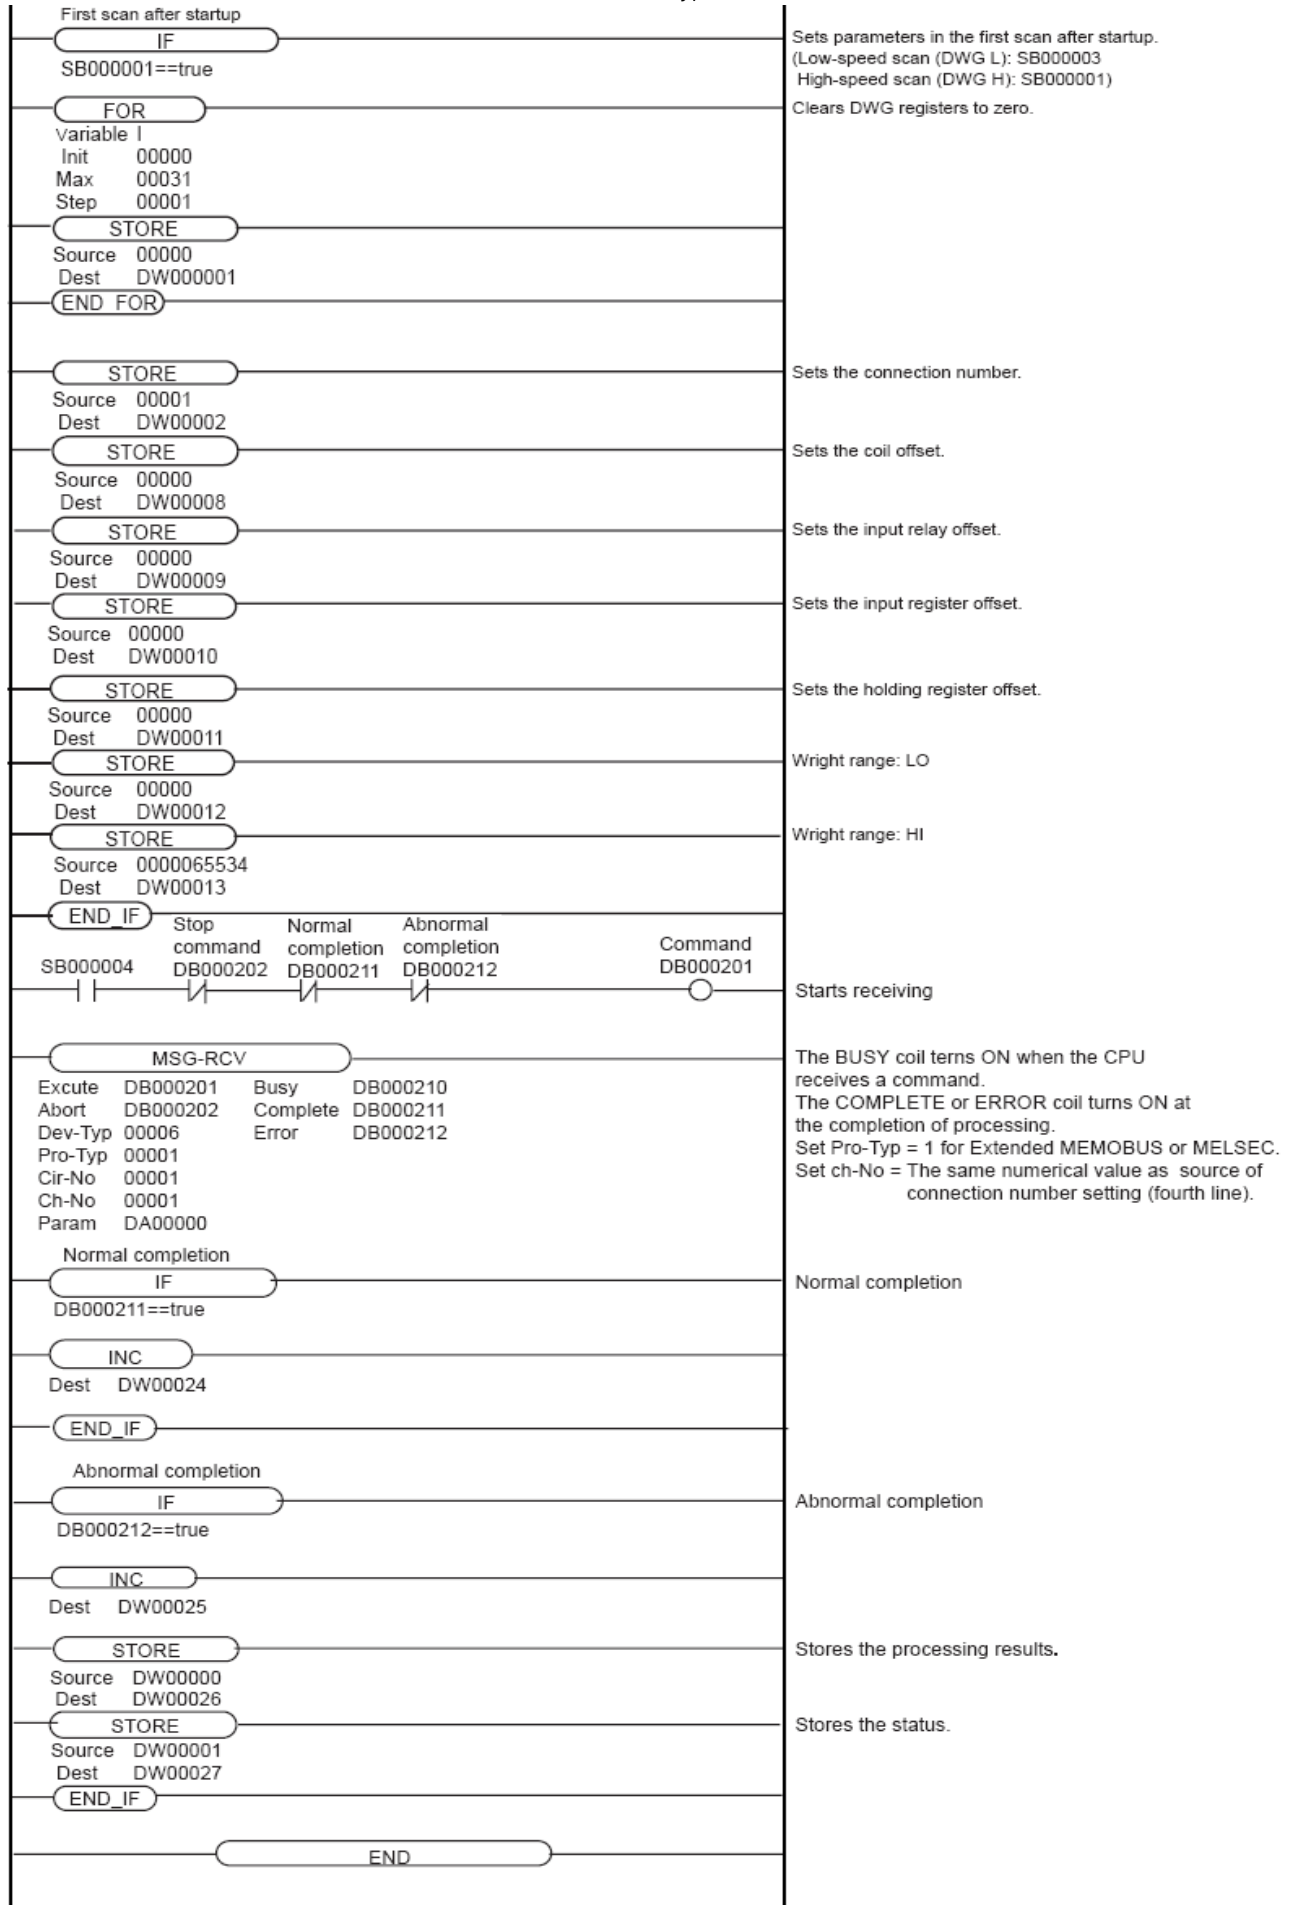 First scan after startup
IF
SB000001==true
Sets parameters in the first scan after startup.
(Low-speed scan (DWG L): SB000003
High-speed scan (DWG H): SB000001)
FOR
Clears DWG registers to zero.
Variable I
Init 00000
Max 00031
Step 00001
STORE
Source 00000
Dest DW000001
END FOR
STORE
Sets the connection number.
Source 00001
Dest DW00002
STORE
Sets the coil offset.
Source 00000
Dest DW00008
STORE
Sets the input relay offset.
Source 00000
Dest DW00009
STORE
Sets the input register offset.
Source 00000
Dest DW00010
STORE
Sets the holding register offset.
Source 00000
Dest DW00011
STORE
Wright range: LO
Source 00000
Dest DW00012
STORE
Wright range: HI
Source 0000065534
Dest DW00013
END_IF
SB000004
Stop
command
DB000202
Normal
completion
DB000211
Abnormal
completion
DB000212
Command
DB000201
Starts receiving
MSG-RCV
Excute DB000201 Busy DB000210
Abort DB000202 Complete DB000211
Dev-Typ 00006 Error DB000212
Pro-Typ 00001
Cir-No 00001
Ch-No 00001
Param DA00000
The BUSY coil terns ON when the CPU
receives a command.
The COMPLETE or ERROR coil turns ON at
the completion of processing.
Set Pro-Typ = 1 for Extended MEMOBUS or MELSEC.
Set ch-No = The same numerical value as source of
connection number setting (fourth line).
Normal completion
IF
DB000211==true
Normal completion
INC
Dest DW00024
END_IF
Abnormal completion
IF
DB000212==true
Abnormal completion
INC
Dest DW00025
STORE
Stores the processing results.
Source DW00000
Dest DW00026
STORE
Stores the status.
Source DW00001
Dest DW00027
END_IF
END